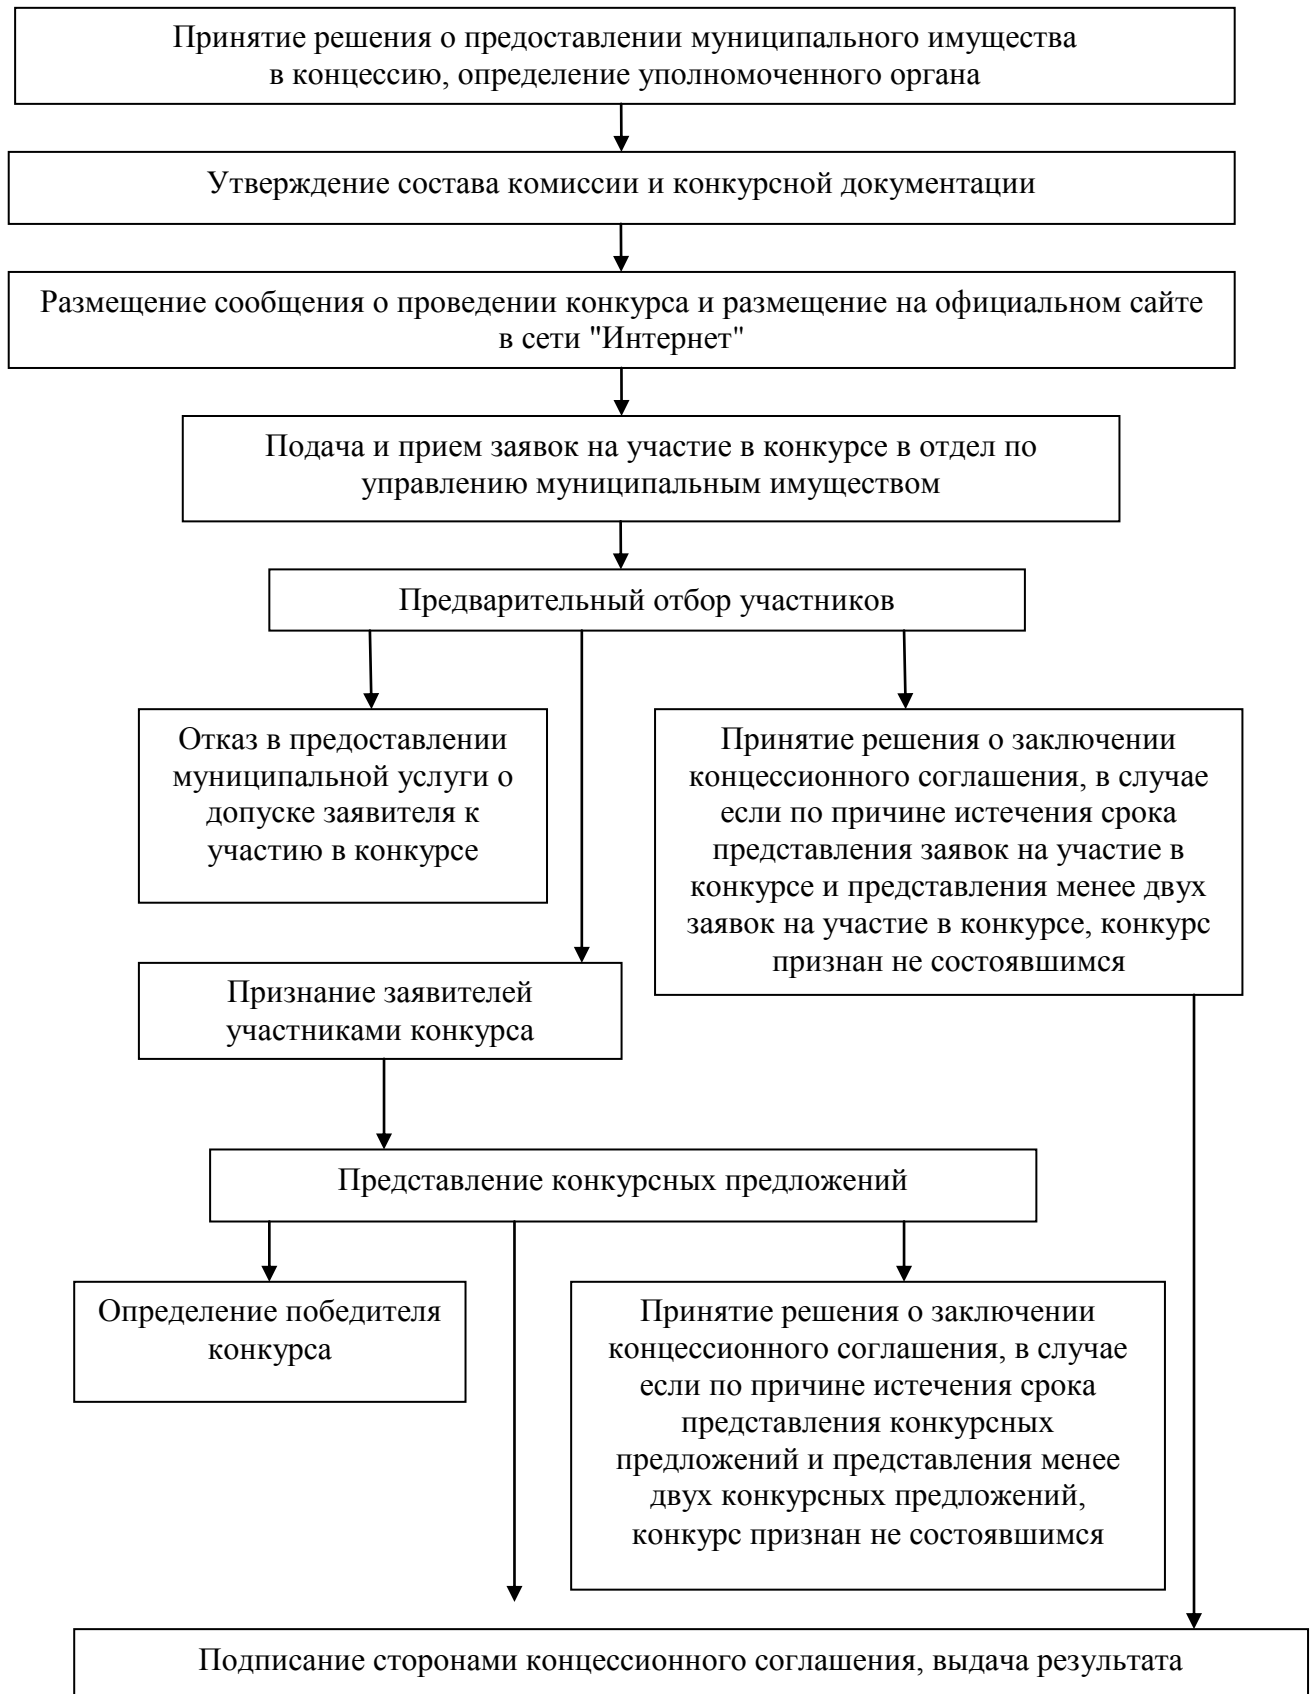 Принятие решения о предоставлении муниципального имущества
в концессию, определение уполномоченного органа
Утверждение состава комиссии и конкурсной документации
Размещение сообщения о проведении конкурса и размещение на официальном сайте
в сети "Интернет"
Подача и прием заявок на участие в конкурсе в отдел по
управлению муниципальным имуществом
Предварительный отбор участников
Отказ в предоставлении
муниципальной услуги о
допуске заявителя к
участию в конкурсе
Принятие решения о заключении
концессионного соглашения, в случае
если по причине истечения срока
представления заявок на участие в
конкурсе и представления менее двух
заявок на участие в конкурсе, конкурс
признан не состоявшимся
Признание заявителей
участниками конкурса
Представление конкурсных предложений
Определение победителя
конкурса
Принятие решения о заключении
концессионного соглашения, в случае
если по причине истечения срока
представления конкурсных
предложений и представления менее
двух конкурсных предложений,
конкурс признан не состоявшимся
Подписание сторонами концессионного соглашения, выдача результата